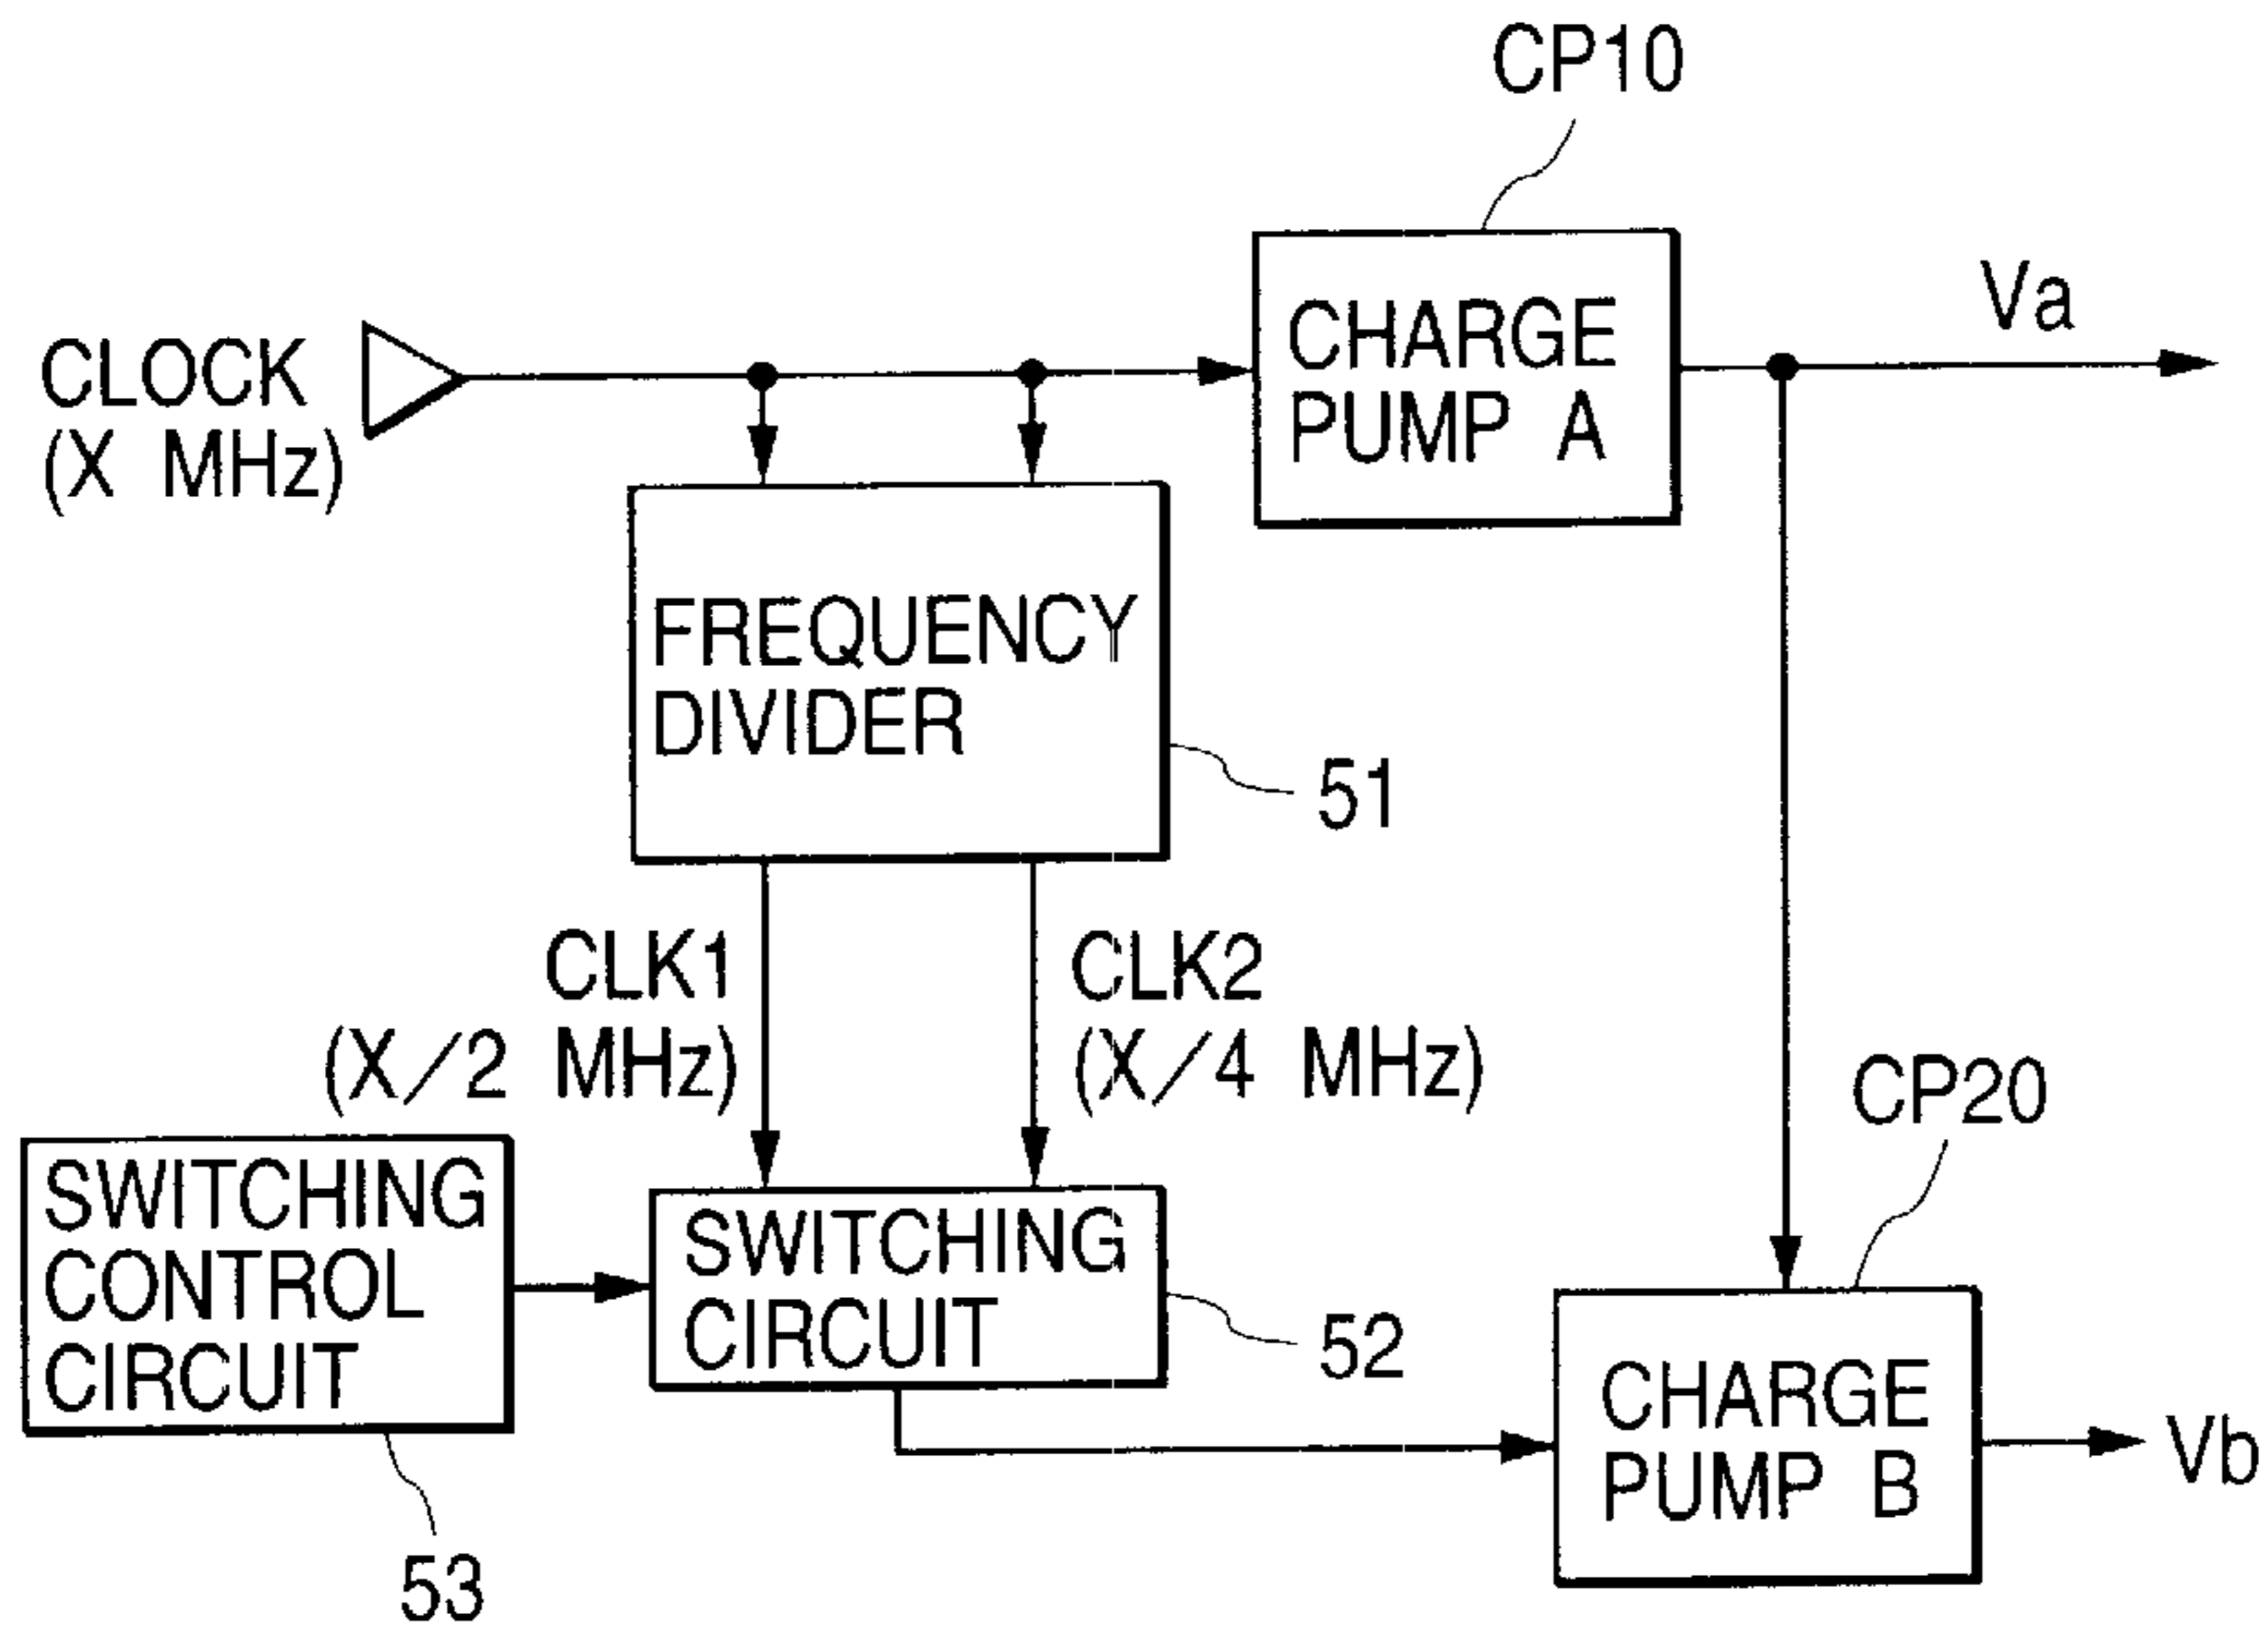 CP10
CHARGE
PUMP A
Va
CLOCK
(X MHz)
FREQUENCY
DIVIDER
51
CLK1
(X/2 MHz)
CLK2
(X/4 MHz)
CP20
SWITCHING
CONTROL
CIRCUIT
53
SWITCHING
CIRCUIT
52
CHARGE
PUMP B
Vb